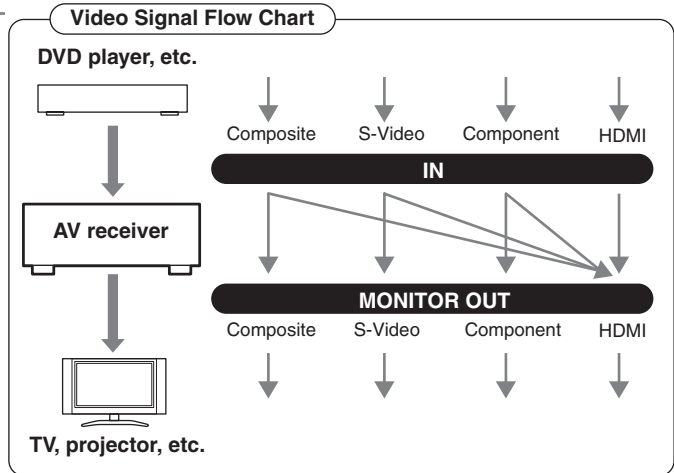 Video Signal Flow Chart
DVD player, etc.
Composite S-Video Component HDMI
IN
AV receiver
MONITOR OUT
Composite S-Video Component HDMI
TV, projector, etc.